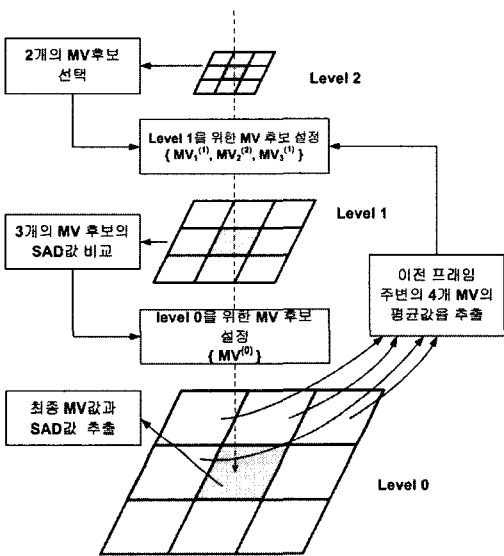 2개의 MV후보
선택
Level 2
Level 1을 위한 MV 후보 설정
{ MV₁⁽¹⁾, MV₂⁽²⁾, MV₃⁽¹⁾ }
Level 1
3개의 MV 후보의
SAD값 비교
이전 프래임
주변의 4개 MV의
평균값을 추출
level 0을 위한 MV 후보
설정
{ MV⁽⁰⁾ }
최종 MV값과
SAD값 추출
Level 0